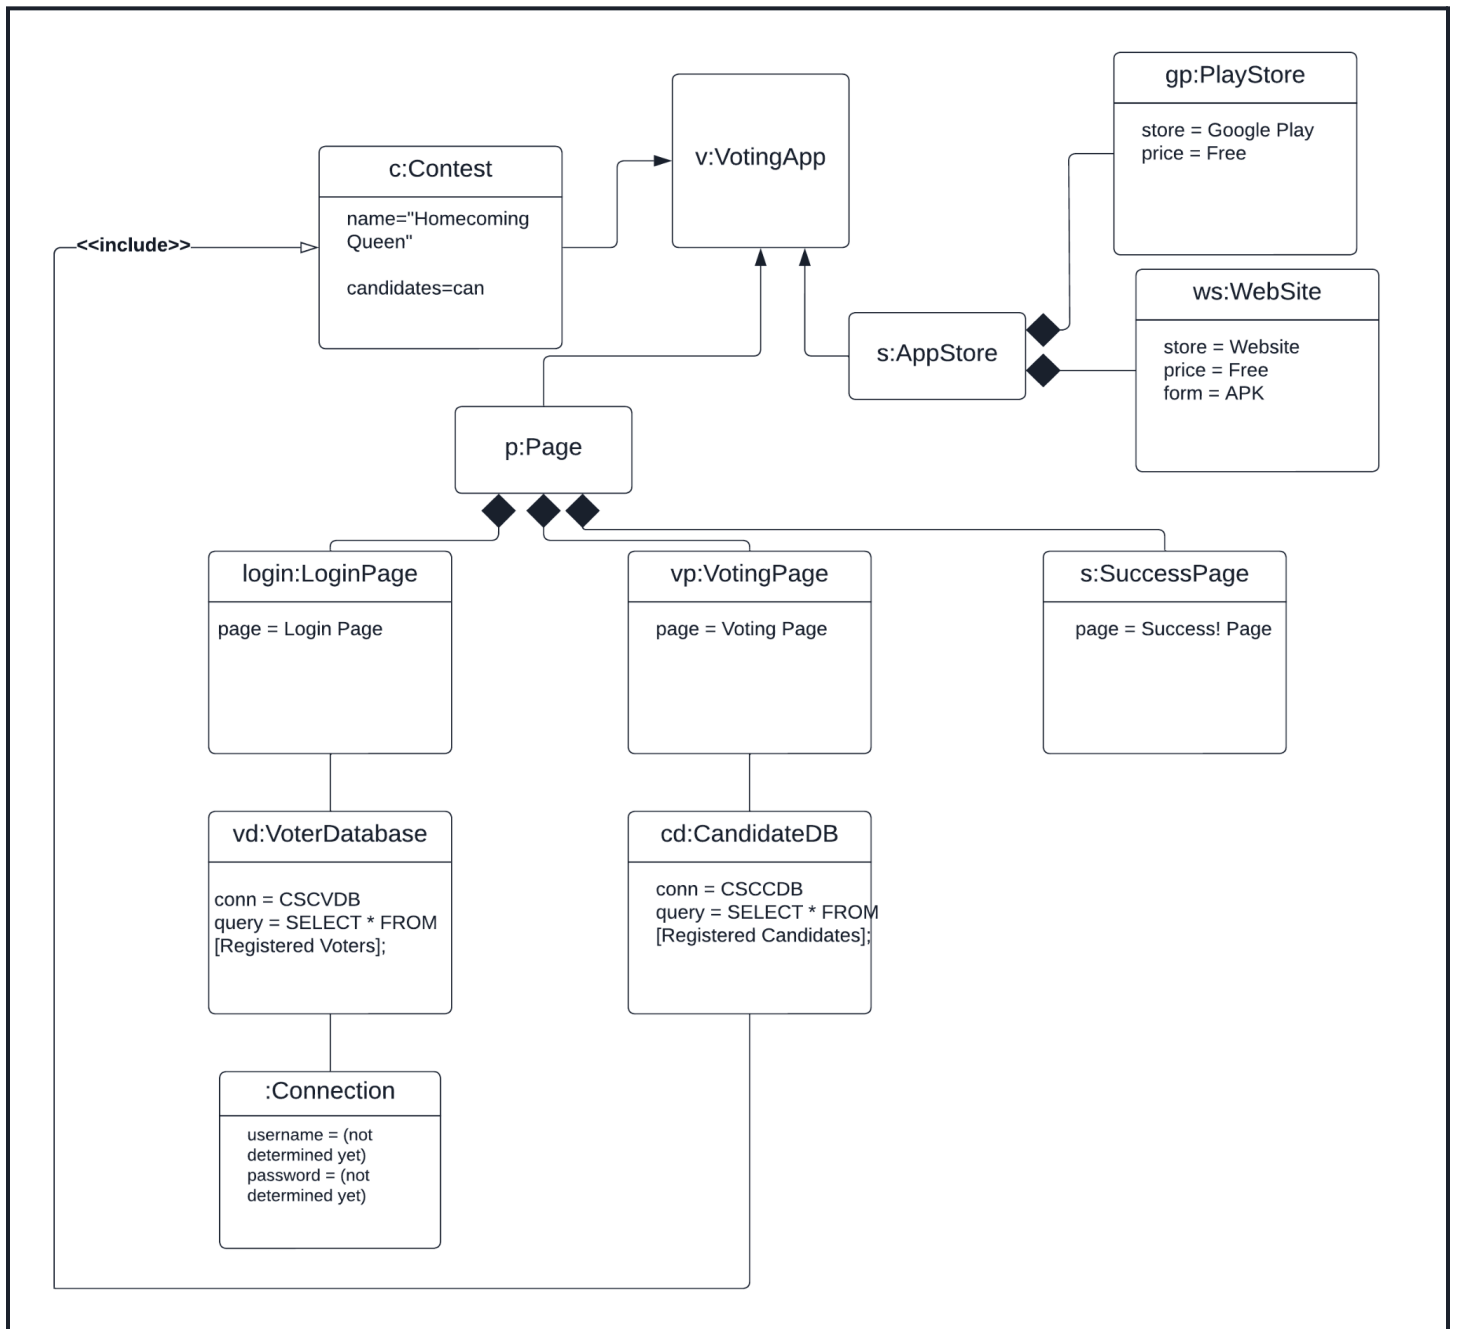 gp:PlayStore
store = Google Play
price = Free
v:VotingApp
c:Contest
name="Homecoming
Queen"
candidates=can
<<include>>
ws:WebSite
store = Website
price = Free
form = APK
s:AppStore
p:Page
login:LoginPage
page = Login Page
vp:VotingPage
page = Voting Page
s:SuccessPage
page = Success! Page
vd:VoterDatabase
conn = CSCVDB
query = SELECT * FROM
[Registered Voters];
cd:CandidateDB
conn = CSCCDB
query = SELECT * FROM
[Registered Candidates];
:Connection
username = (not
determined yet)
password = (not
determined yet)